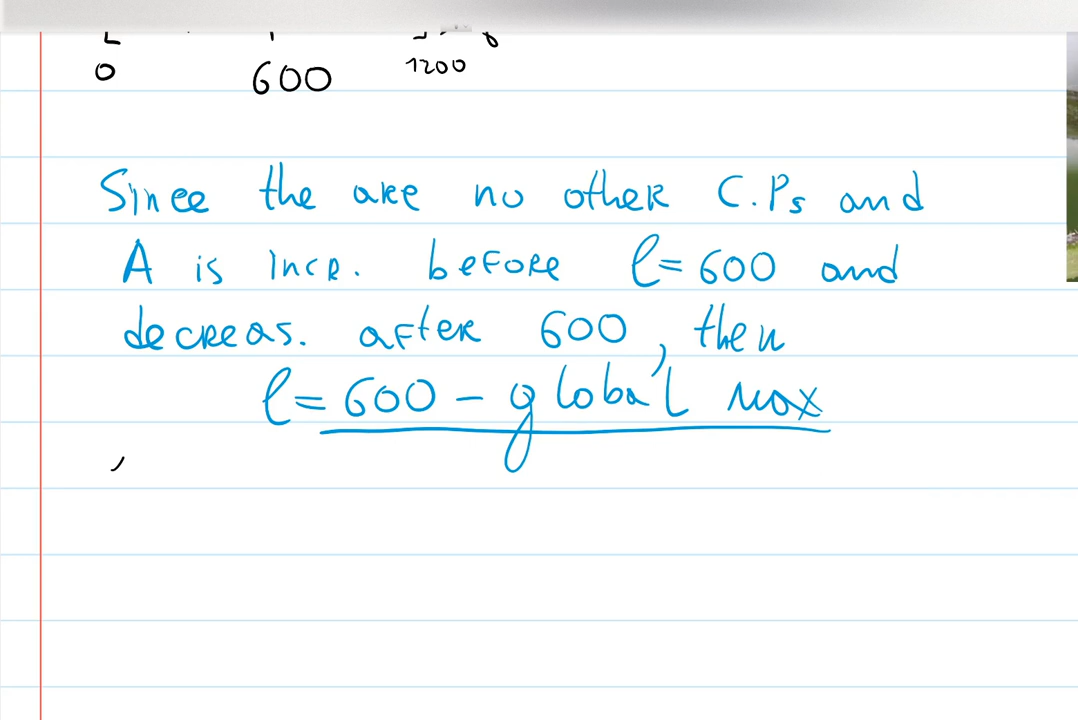 0 600 1200
Since the are no other C.Ps and
A is incr. before l=600 and
decreas. after 600, then
l=600 - global max